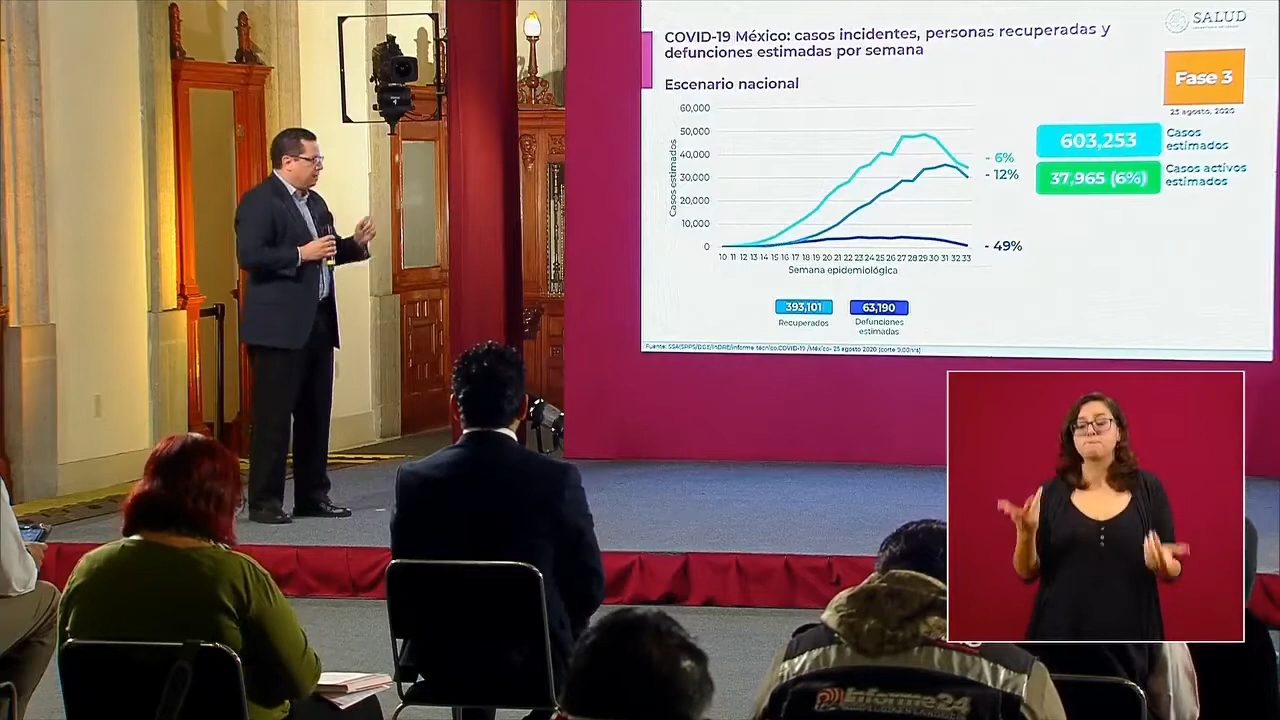 SALUD
COVID-19 México: casos incidentes, personas recuperadas y
defunciones estimadas por semana
Fase 3
Escenario nacional
60,000
50,000
40,000
30,000
20,000
10,000
0
Casos estimados
10 11 12 13 14 15 16 17 18 19 20 21 22 23 24 25 26 27 28 29 30 31 32 33
Semana epidemiológica
- 6%
- 12%
- 49%
603,253
Casos
estimados
37,965 (6%)
Casos activos
estimados
393,101
Recuperados
63,190
Defunciones
estimadas
Informe24